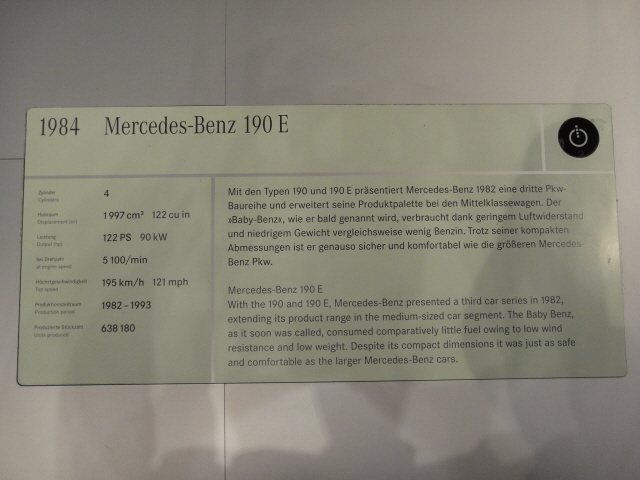 1984 Mercedes-Benz 190 E
Zylinder
Cylinders
4
Hubraum
Displacement (cc)
1 997 cm³ 122 cu in
Leistung
Output (hp)
122 PS 90 kW
bei Drehzahl
at engine speed
5 100/min
Höchstgeschwindigkeit
Top speed
195 km/h 121 mph
Produktionszeitraum
Production period
1982 – 1993
Produzierte Stückzahl
Units produced
638 180
Mit den Typen 190 und 190 E präsentiert Mercedes-Benz 1982 eine dritte Pkw-
Baureihe und erweitert seine Produktpalette bei den Mittelklassewagen. Der
»Baby-Benz«, wie er bald genannt wird, verbraucht dank geringem Luftwiderstand
und niedrigem Gewicht vergleichsweise wenig Benzin. Trotz seiner kompakten
Abmessungen ist er genauso sicher und komfortabel wie die größeren Mercedes-
Benz Pkw.
Mercedes-Benz 190 E
With the 190 and 190 E, Mercedes-Benz presented a third car series in 1982,
extending its product range in the medium-sized car segment. The Baby Benz,
as it soon was called, consumed comparatively little fuel owing to low wind
resistance and low weight. Despite its compact dimensions it was just as safe
and comfortable as the larger Mercedes-Benz cars.